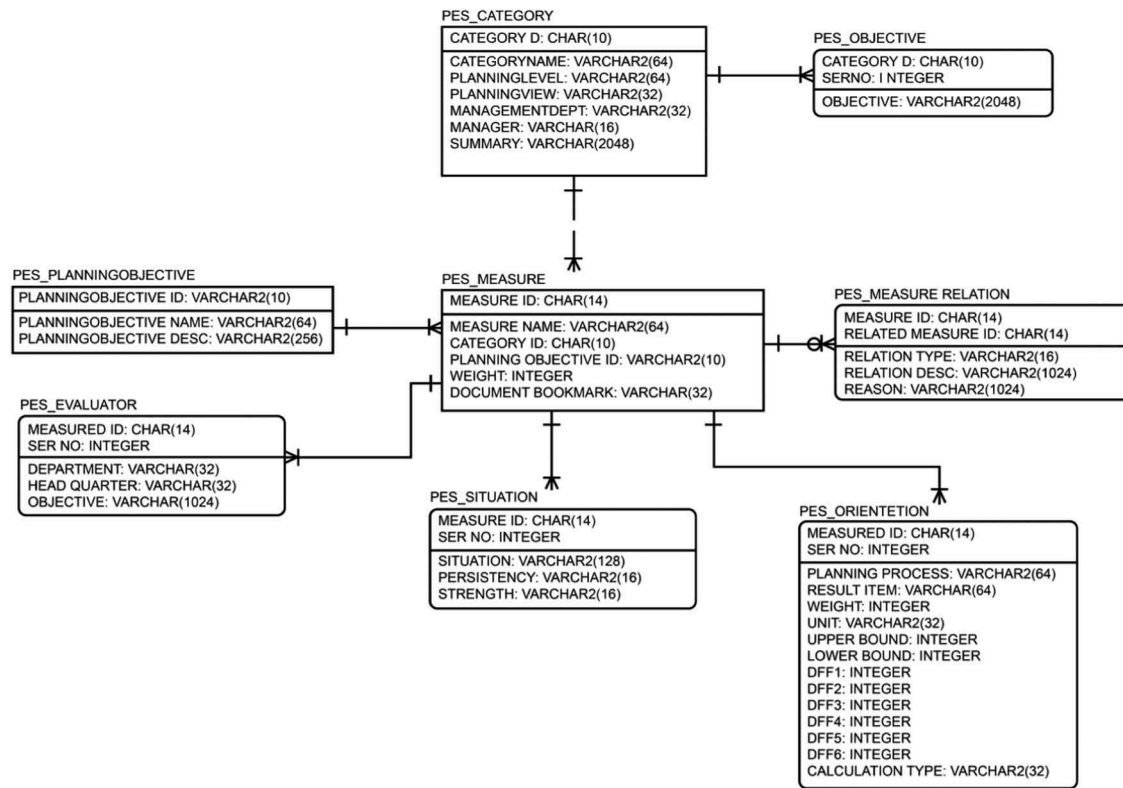 PES_CATEGORY
CATEGORY D: CHAR(10)
CATEGORYNAME: VARCHAR2(64)
PLANNINGLEVEL: VARCHAR2(64)
PLANNINGVIEW: VARCHAR2(32)
MANAGEMENTDEPT: VARCHAR2(32)
MANAGER: VARCHAR(16)
SUMMARY: VARCHAR(2048)
PES_OBJECTIVE
CATEGORY D: CHAR(10)
SERNO: I NTEGER
OBJECTIVE: VARCHAR2(2048)
PES_PLANNINGOBJECTIVE
PLANNINGOBJECTIVE ID: VARCHAR2(10)
PLANNINGOBJECTIVE NAME: VARCHAR2(64)
PLANNINGOBJECTIVE DESC: VARCHAR2(256)
PES_MEASURE
MEASURE ID: CHAR(14)
MEASURE NAME: VARCHAR2(64)
CATEGORY ID: CHAR(10)
PLANNING OBJECTIVE ID: VARCHAR2(10)
WEIGHT: INTEGER
DOCUMENT BOOKMARK: VARCHAR(32)
PES_MEASURE RELATION
MEASURE ID: CHAR(14)
RELATED MEASURE ID: CHAR(14)
RELATION TYPE: VARCHAR2(16)
RELATION DESC: VARCHAR2(1024)
REASON: VARCHAR2(1024)
PES_EVALUATOR
MEASURED ID: CHAR(14)
SER NO: INTEGER
DEPARTMENT: VARCHAR(32)
HEAD QUARTER: VARCHAR(32)
OBJECTIVE: VARCHAR(1024)
PES_SITUATION
MEASURE ID: CHAR(14)
SER NO: INTEGER
SITUATION: VARCHAR2(128)
PERSISTENCY: VARCHAR2(16)
STRENGTH: VARCHAR2(16)
PES_ORIENTETION
MEASURED ID: CHAR(14)
SER NO: INTEGER
PLANNING PROCESS: VARCHAR2(64)
RESULT ITEM: VARCHAR(64)
WEIGHT: INTEGER
UNIT: VARCHAR2(32)
UPPER BOUND: INTEGER
LOWER BOUND: INTEGER
DFF1: INTEGER
DFF2: INTEGER
DFF3: INTEGER
DFF4: INTEGER
DFF5: INTEGER
DFF6: INTEGER
CALCULATION TYPE: VARCHAR2(32)